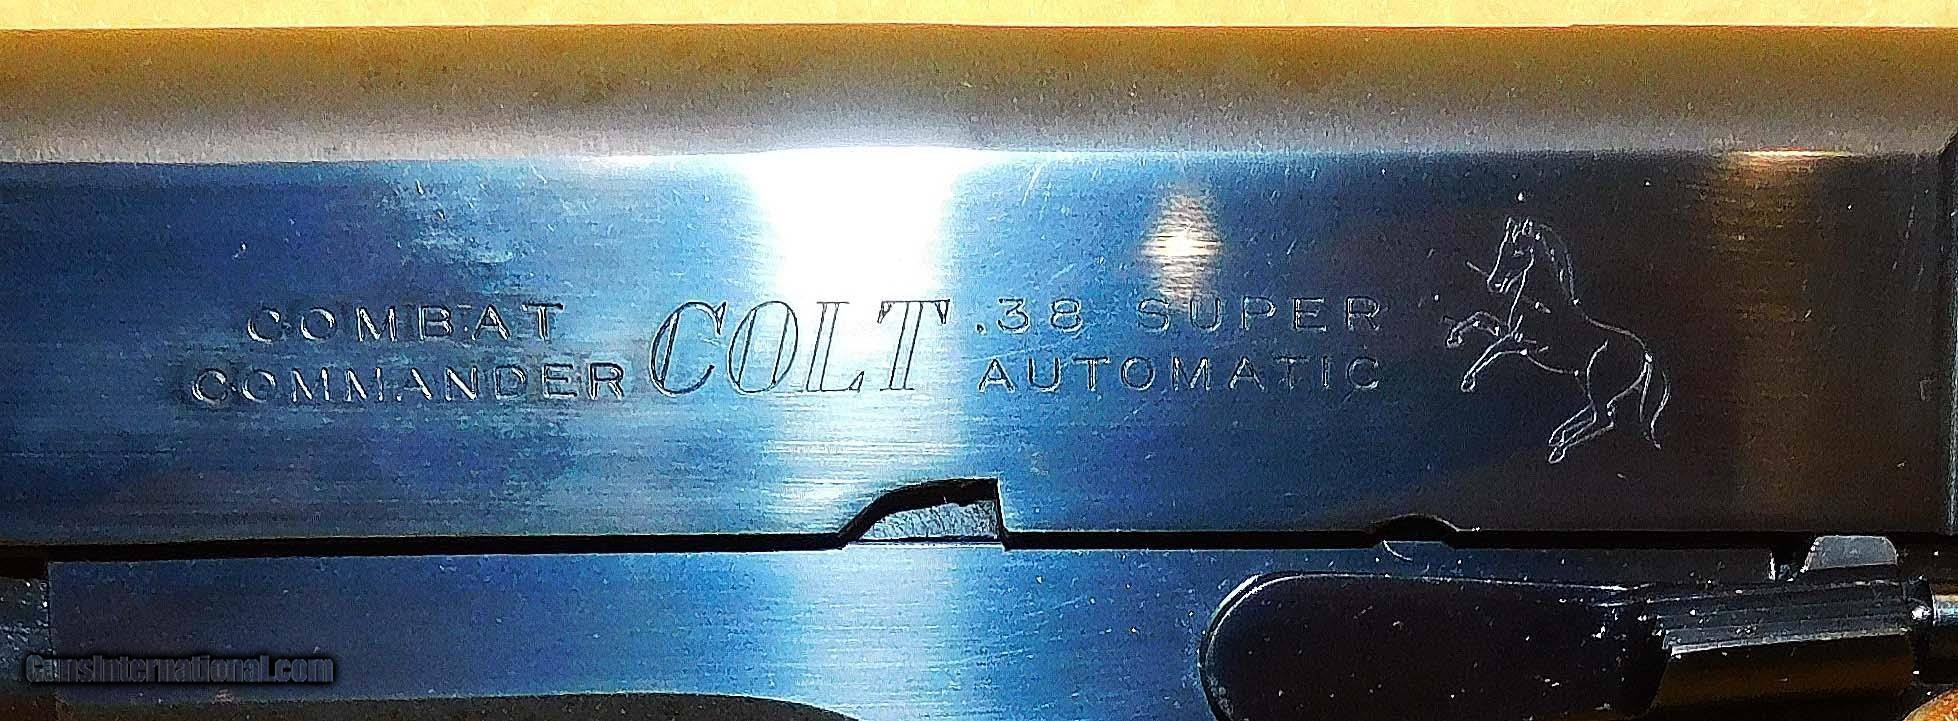 COMBAT
COMMANDER
COLT
.38 SUPER
AUTOMATIC
GunsInternational.com